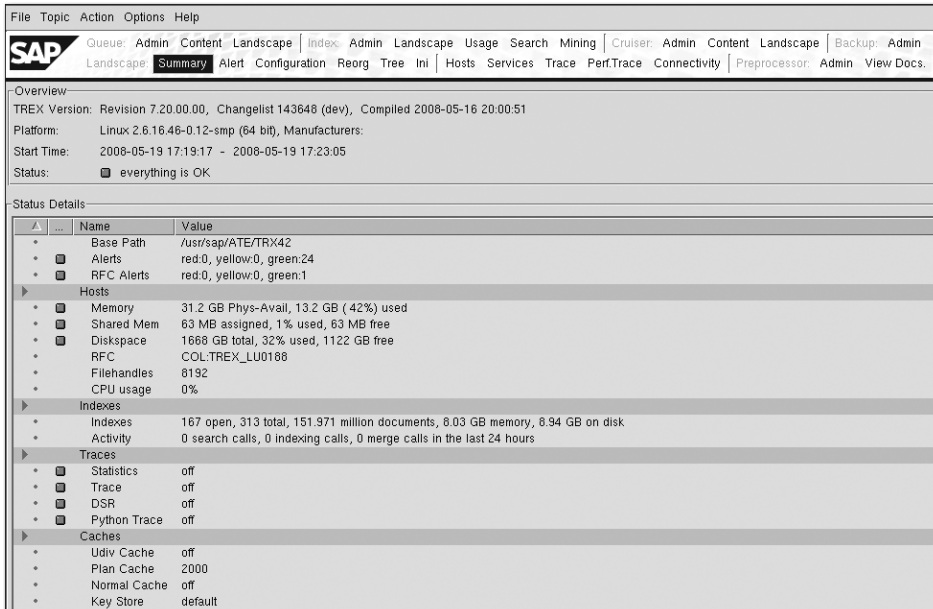 File Topic Action Options Help
SAP
Queue: Admin Content Landscape Index: Admin Landscape Usage Search Mining Cruiser: Admin Content Landscape Backup: Admin
Landscape: Summary Alert Configuration Reorg Tree Ini Hosts Services Trace Perf.Trace Connectivity Preprocessor: Admin View Docs.
Overview
TREX Version: Revision 7.20.00.00, Changelist 143648 (dev), Compiled 2008-05-16 20:00:51
Platform: Linux 2.6.16.46-0.12-smp (64 bit), Manufacturers:
Start Time: 2008-05-19 17:19:17 - 2008-05-19 17:23:05
Status: everything is OK
Status Details
... Name Value
Base Path /usr/sap/ATE/TRX42
Alerts red:0, yellow:0, green:24
RFC Alerts red:0, yellow:0, green:1
Hosts
Memory 31.2 GB Phys-Avail, 13.2 GB ( 42%) used
Shared Mem 63 MB assigned, 1% used, 63 MB free
Diskspace 1668 GB total, 32% used, 1122 GB free
RFC COL:TREX_LU0188
Filehandles 8192
CPU usage 0%
Indexes
Indexes 167 open, 313 total, 151.971 million documents, 8.03 GB memory, 8.94 GB on disk
Activity 0 search calls, 0 indexing calls, 0 merge calls in the last 24 hours
Traces
Statistics off
Trace off
DSR off
Python Trace off
Caches
Udiv Cache off
Plan Cache 2000
Normal Cache off
Key Store default